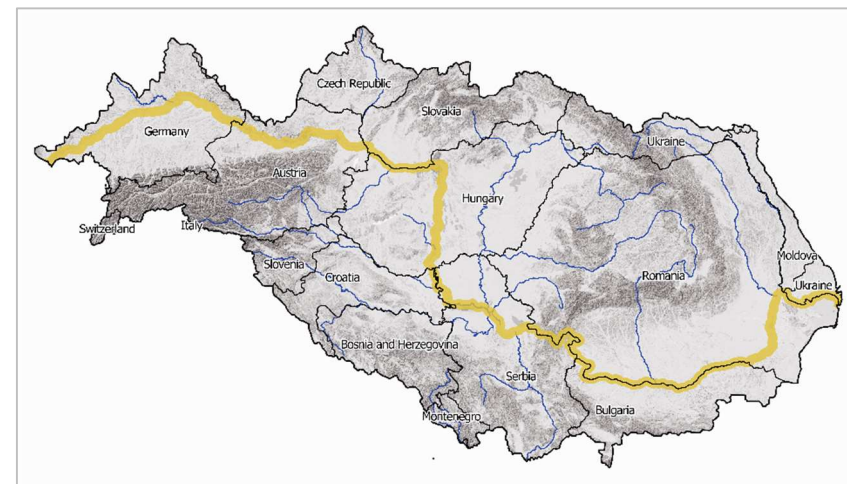 Czech Republic
Slovakia
Germany
Ukraine
Austria
Hungary
Switzerland
Italy
Moldova
Slovenia
Croatia
Romania
Ukraine
Bosnia and Herzegovina
Serbia
Montenegro
Bulgaria